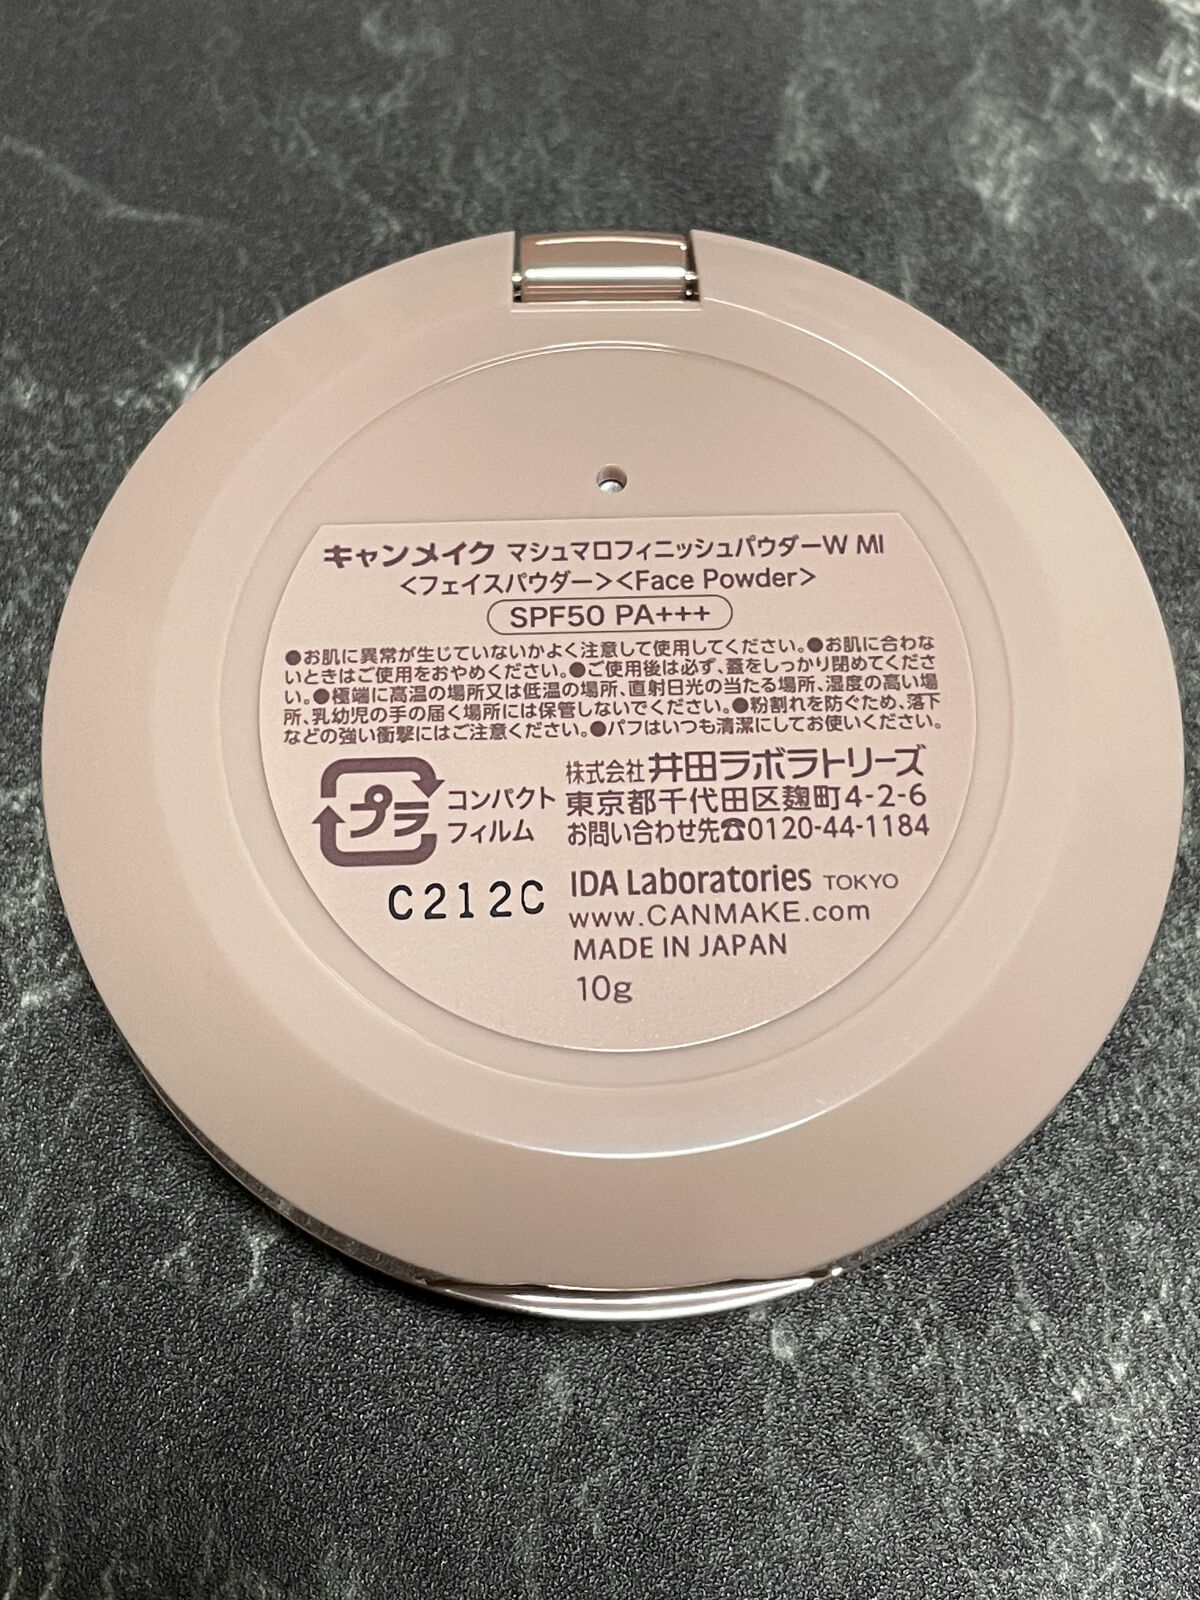 キャンメイク マシュマロフィニッシュパウダーW MI
<フェイスパウダー><Face Powder>
SPF50 PA+++
●お肌に異常が生じていないかよく注意して使用してください。●お肌に合わな
いときはご使用をおやめください。●ご使用後は必ず、蓋をしっかり閉めてくださ
い。●極端に高温の場所又は低温の場所、直射日光の当たる場所、湿度の高い場
所、乳幼児の手の届く場所には保管しないでください。●粉割れを防ぐため、落下
などの強い衝撃にはご注意ください。●パフはいつも清潔にしてお使いください。
プラ
コンパクト
フィルム
株式会社 井田ラボラトリーズ
東京都千代田区麹町4-2-6
お問い合わせ先☎0120-44-1184
C212C
IDA Laboratories TOKYO
www.CANMAKE.com
MADE IN JAPAN
10g